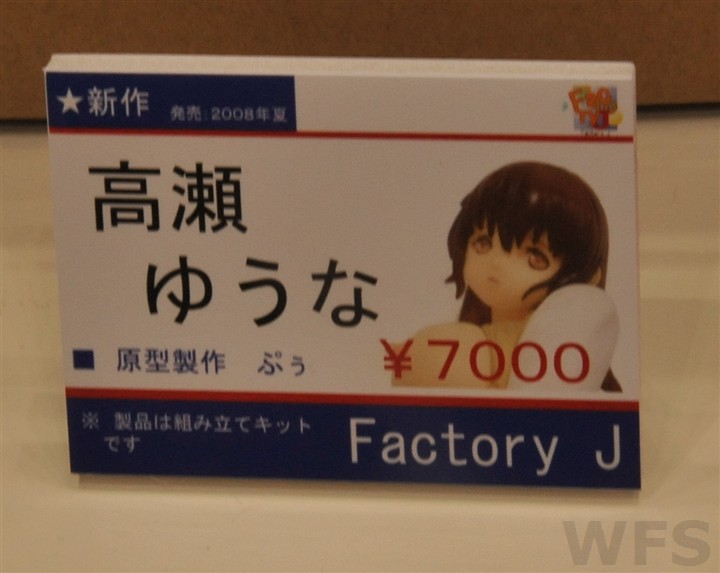 ★新作 発売:2008年夏
高瀬
ゆうな
■ 原型製作 ぷぅ ¥7000
※ 製品は組み立てキット
です
Factory J
WFS